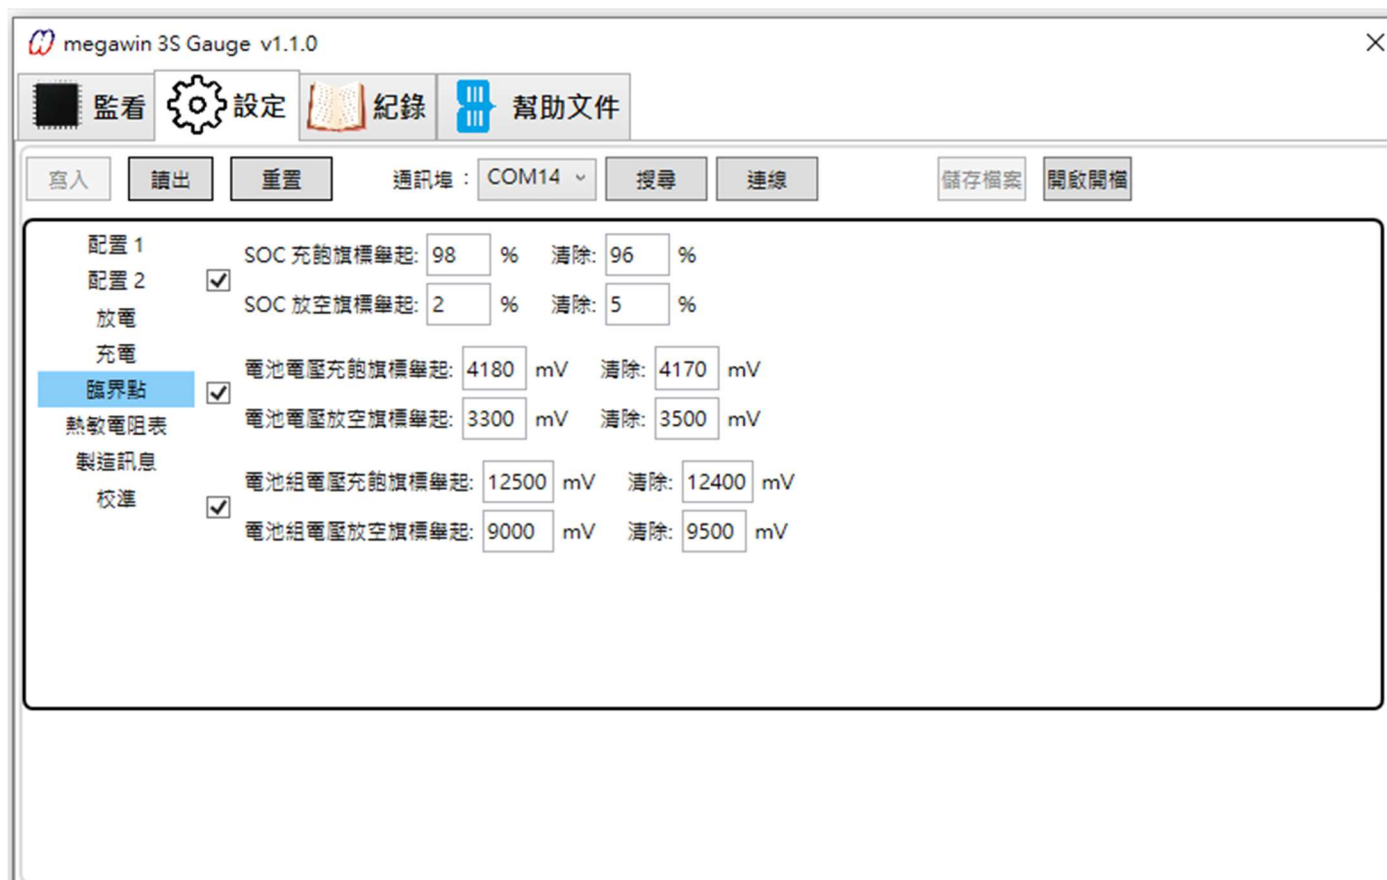 megawin 3S Gauge v1.1.0
監看 設定 紀錄 幫助文件
寫入 讀出 重置 通訊埠： COM14 搜尋 連線 儲存檔案 開啟開檔
配置 1
配置 2
放電
充電
臨界點
熱敏電阻表
製造訊息
校準
SOC 充飽旗標舉起: 98 % 清除: 96 %
SOC 放空旗標舉起: 2 % 清除: 5 %
電池電壓充飽旗標舉起: 4180 mV 清除: 4170 mV
電池電壓放空旗標舉起: 3300 mV 清除: 3500 mV
電池組電壓充飽旗標舉起: 12500 mV 清除: 12400 mV
電池組電壓放空旗標舉起: 9000 mV 清除: 9500 mV